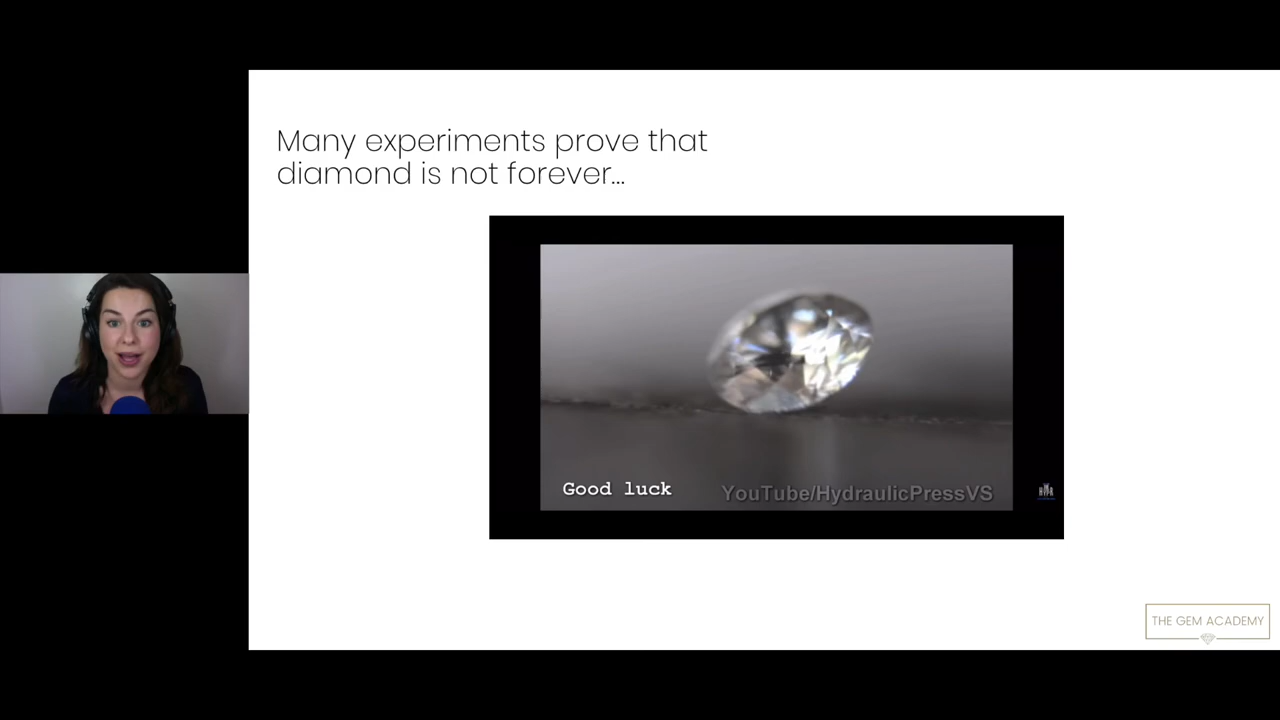 Many experiments prove that
diamond is not forever...
Good luck
YouTube/HydraulicPressVS
THE GEM ACADEMY